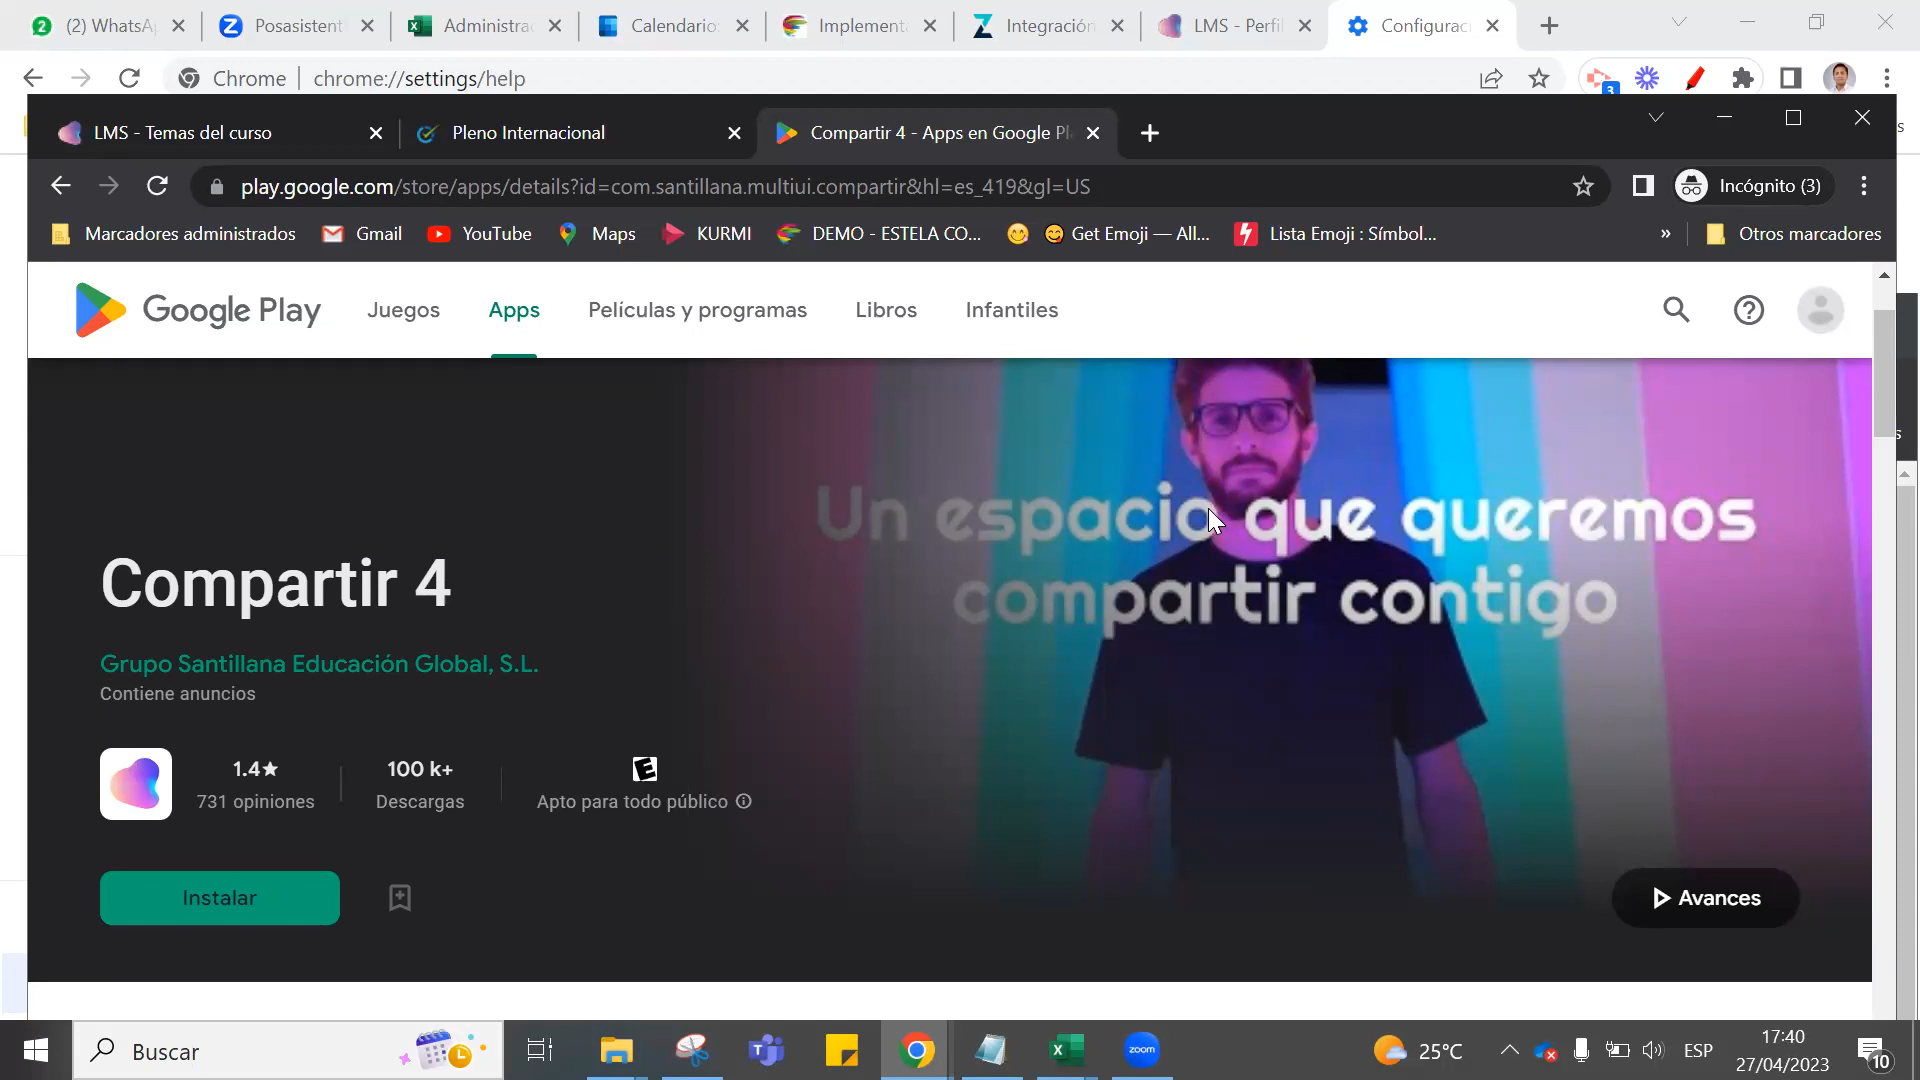 (2) WhatsA
Posasistent
Administra
Calendario
Implement
Integración
LMS - Perfil
Configurac
Chrome
chrome://settings/help
3
LMS - Temas del curso
Pleno Internacional
Compartir 4 - Apps en Google Pl
play.google.com/store/apps/details?id=com.santillana.multiui.compartir&hl=es_419&gl=US
Incógnito (3)
Marcadores administrados
Gmail
YouTube
Maps
KURMI
DEMO - ESTELA CO...
Get Emoji — All...
Lista Emoji : Símbol...
»
Otros marcadores
Google Play
Juegos
Apps
Películas y programas
Libros
Infantiles
Un espacio que queremos
compartir contigo
Compartir 4
Grupo Santillana Educación Global, S.L.
Contiene anuncios
1.4★
731 opiniones
100 k+
Descargas
E
Apto para todo público
Instalar
Avances
Buscar
zoom
25°C
ESP
17:40
27/04/2023
10